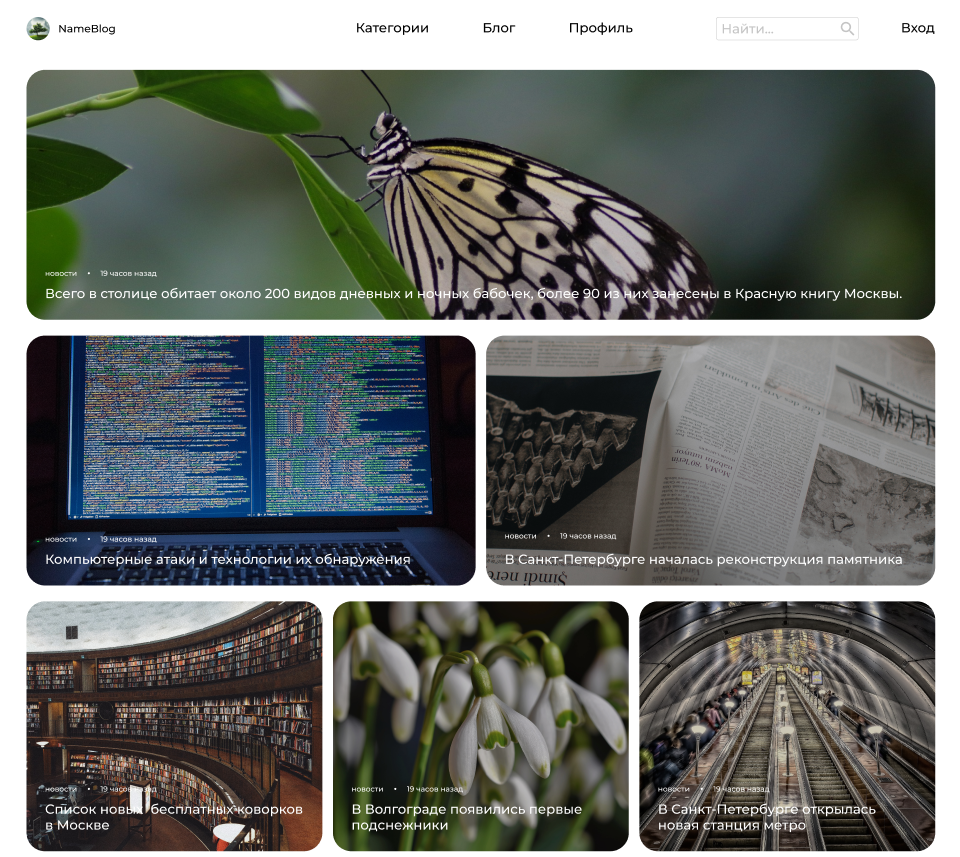 NameBlog
Категории
Блог
Профиль
Найти...
Вход
новости • 19 часов назад
Всего в столице обитает около 200 видов дневных и ночных бабочек, более 90 из них занесены в Красную книгу Москвы.
новости • 19 часов назад
Компьютерные атаки и технологии их обнаружения
новости • 19 часов назад
В Санкт-Петербурге началась реконструкция памятника
новости • 19 часов назад
Список новых бесплатных коворков
в Москве
новости • 19 часов назад
В Волгограде появились первые
подснежники
новости • 19 часов назад
В Санкт-Петербурге открылась
новая станция метро